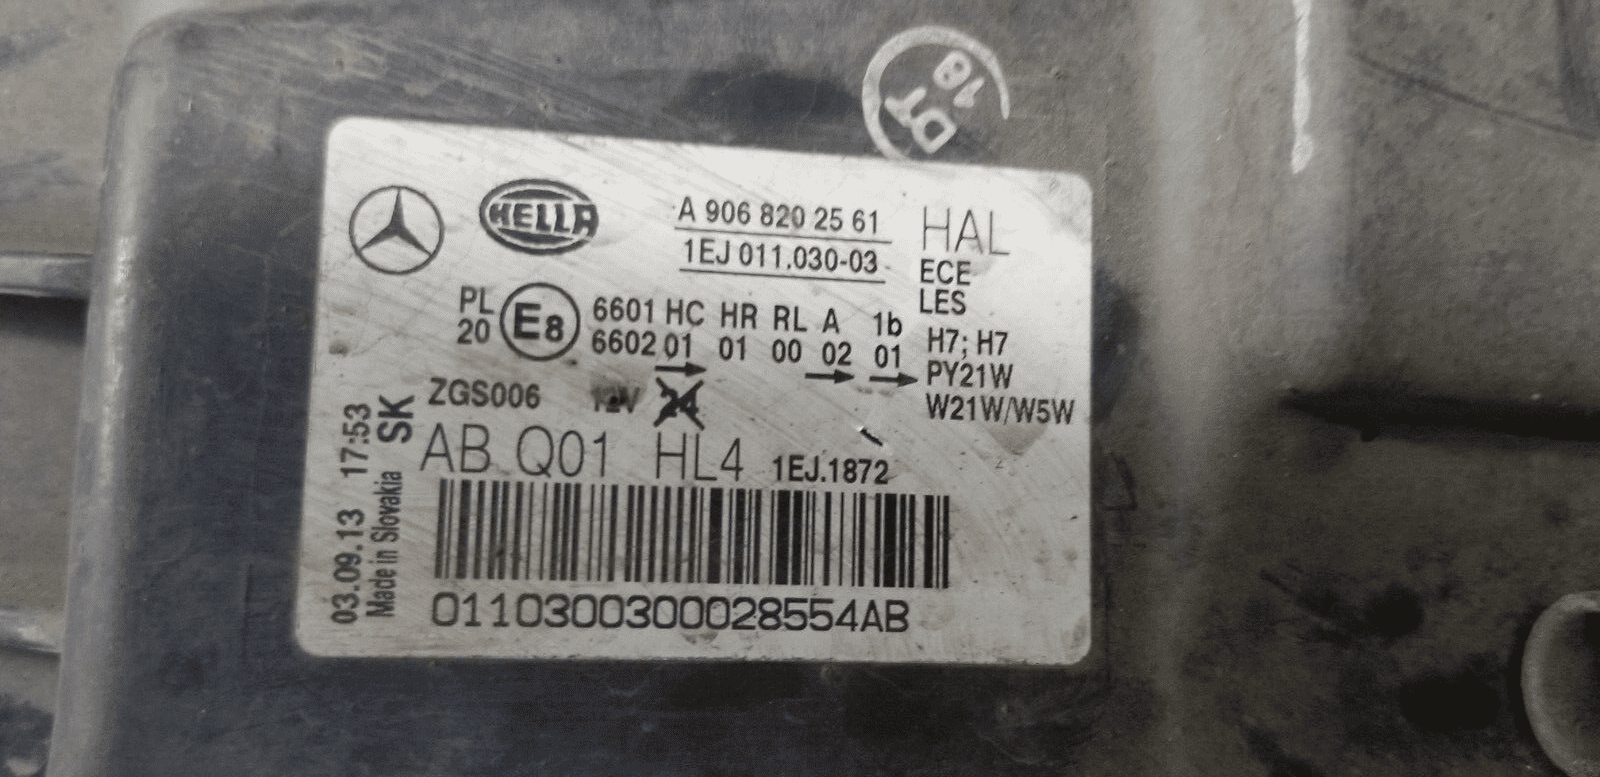 DT
18
HELLA
A 906 820 25 61
1EJ 011.030-03
HAL
ECE
LES
PL
20
E8
6601 HC HR RL A 1b
6602 01 01 00 02 01
H7; H7
PY21W
W21W/W5W
ZGS006 12V 24
AB Q01 HL4 1EJ.1872
SK
03.09.13 17:53
Made in Slovakia
0110300300028554AB